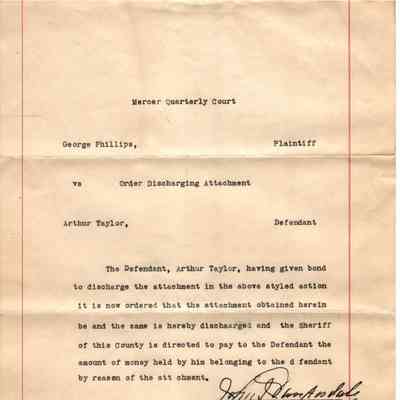 Mercer Quarterly Court
George Phillips, Plaintiff
vs Order Discharging Attachment
Arthur Taylor, Defendant
The Defendant, Arthur Taylor, having given bond
to discharge the attachment in the above styled action
it is now ordered that the attachment obtained herein
be and the same is hereby dischaarged and the Sheriff
of this County is directed to pay to the Defendant the
amount of money held by him belonging to the d fendant
by reason of the att chment.